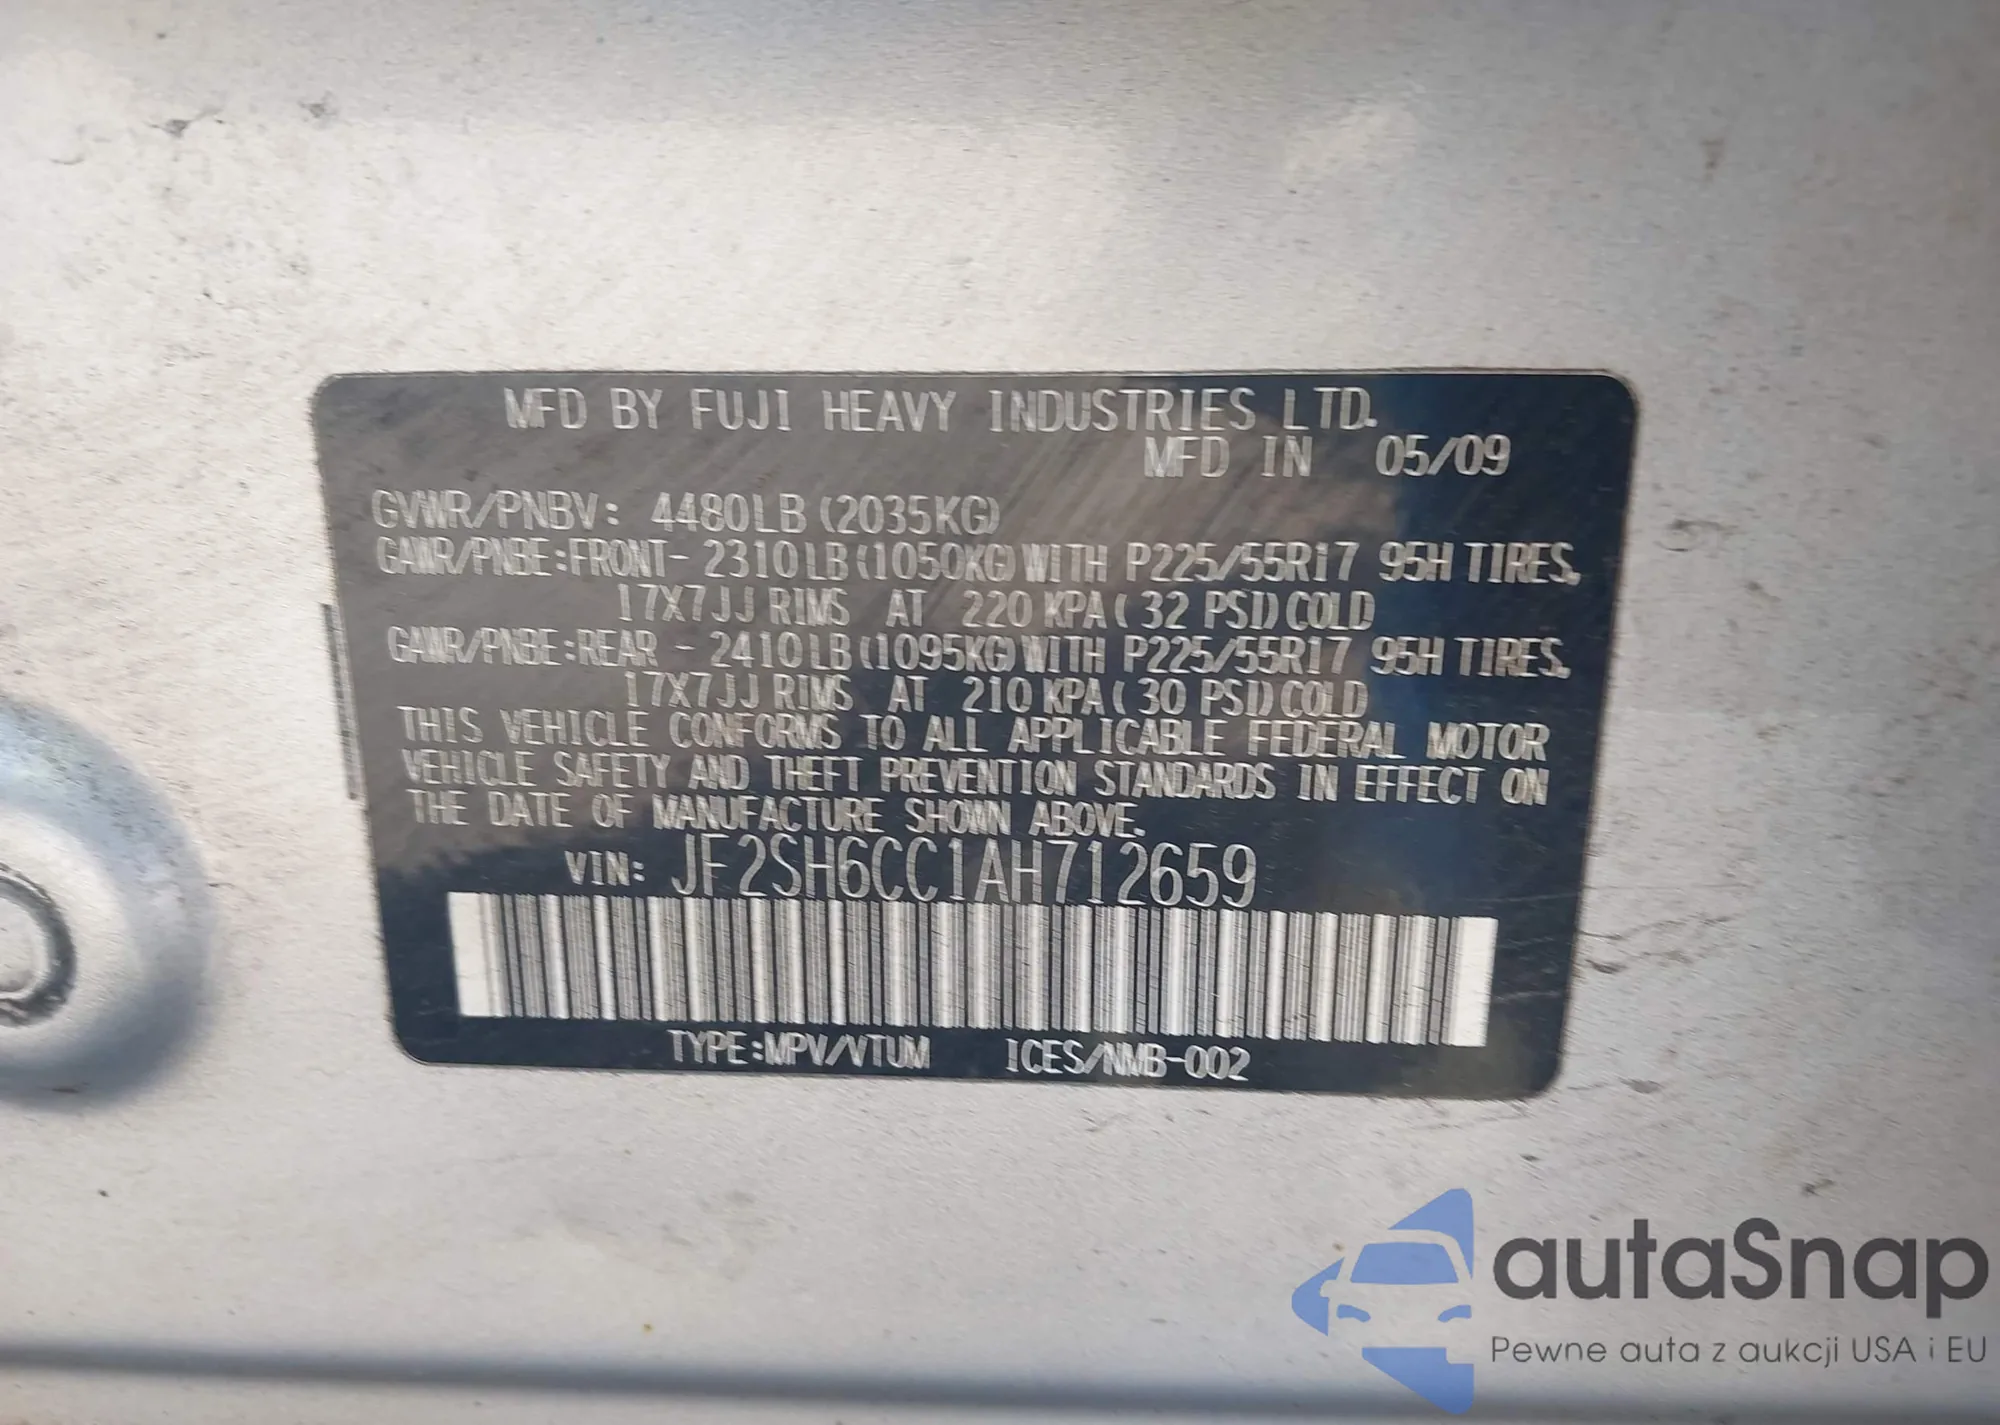 MFD BY FUJI HEAVY INDUSTRIES LTD.
MFD IN 05/09
GVWR/PNBV: 4480LB (2035KG)
GAWR/PNBE:FRONT- 2310LB (1050KG) WITH P225/55R17 95H TIRES,
17X7JJ RIMS AT 220 KPA ( 32 PSI) COLD
GAWR/PNBE:REAR - 2410LB (1095KG) WITH P225/55R17 95H TIRES,
17X7JJ RIMS AT 210 KPA ( 30 PSI) COLD
THIS VEHICLE CONFORMS TO ALL APPLICABLE FEDERAL MOTOR
VEHICLE SAFETY AND THEFT PREVENTION STANDARDS IN EFFECT ON
THE DATE OF MANUFACTURE SHOWN ABOVE.
VIN: JF2SH6CC1AH712659
TYPE:MPV/VTUM ICES/NMB-002
autaSnap
Pewne auta z aukcji USA i EU